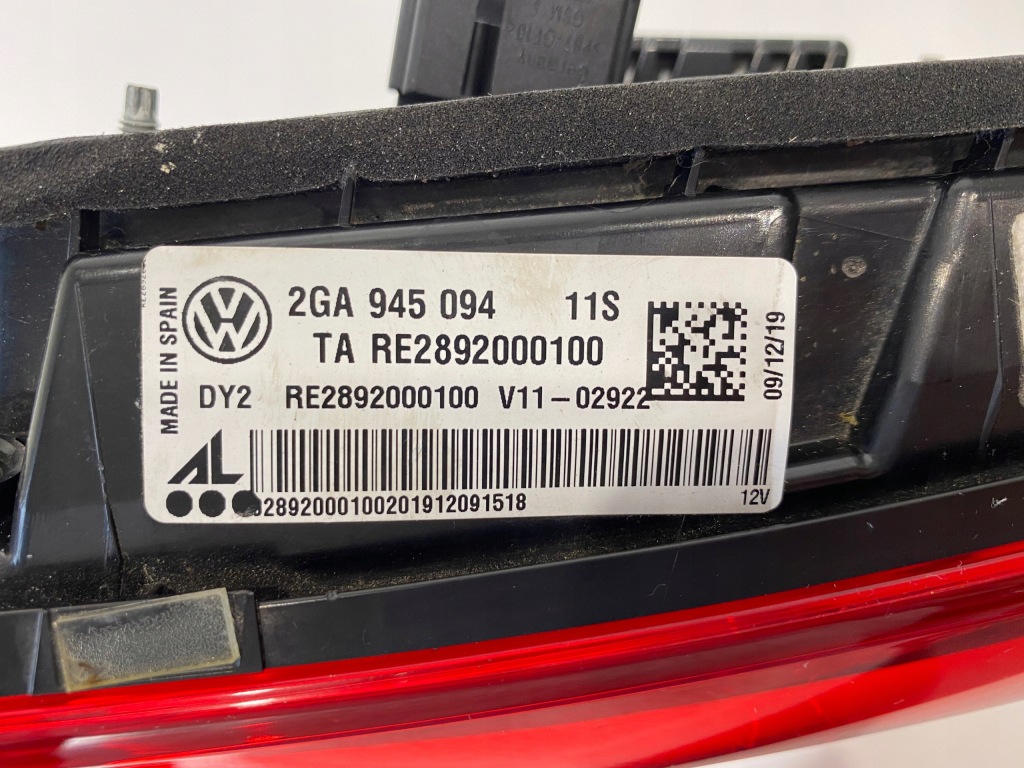 Germany
MADE IN SPAIN
2GA 945 094 11S
TA RE2892000100
DY2 RE2892000100 V11-02922
09/12/19
AL
2892000100201912091518
12V